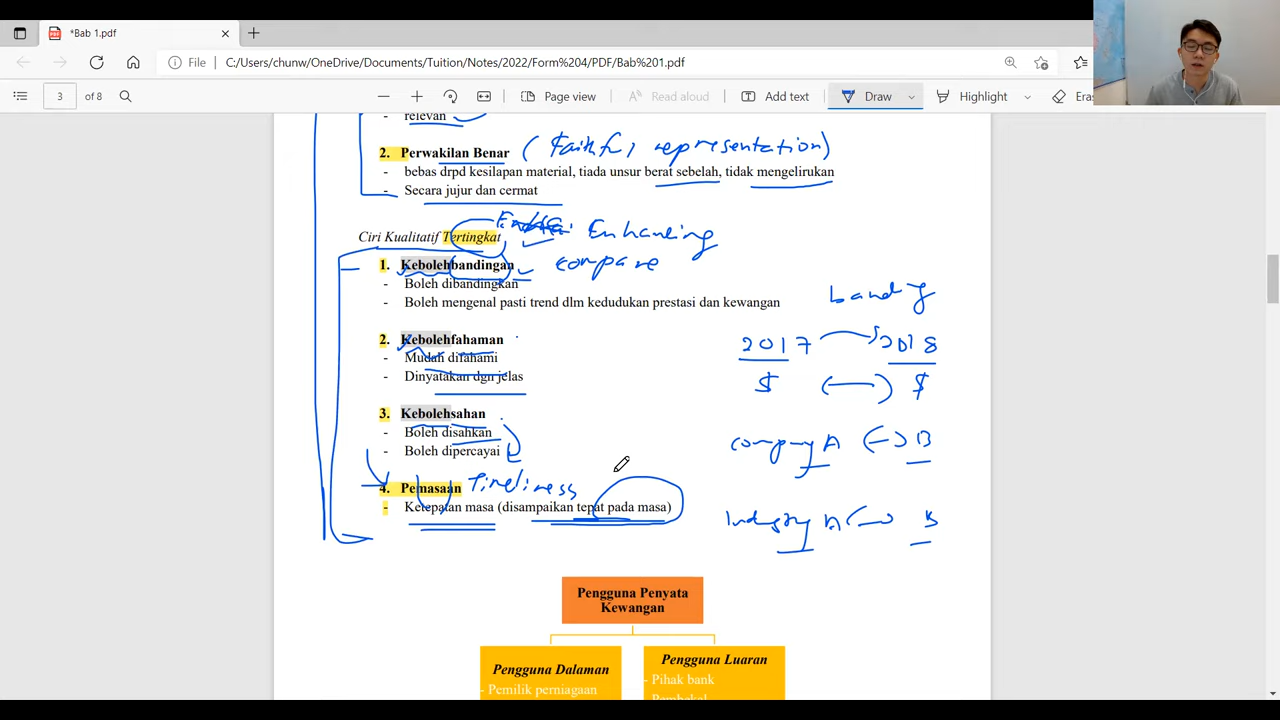 *Bab 1.pdf
File C:/Users/chunw/OneDrive/Documents/Tuition/Notes/2022/Form%204/PDF/Bab%201.pdf
3 of 8 Page view Read aloud Add text Draw Highlight Eras
- relevan
2. Perwakilan Benar (faithful representation)
- bebas drpd kesilapan material, tiada unsur berat sebelah, tidak mengelirukan
- Secara jujur dan cermat
Ciri Kualitatif Tertingkat Enhancing
1. Kebolehbandingan compare
- Boleh dibandingkan
- Boleh mengenal pasti trend dlm kedudukan prestasi dan kewangan
banding
2. Kebolehfahaman
2017 2018
- Mudah difahami
- Dinyatakan dgn jelas
$ $
3. Kebolehsahan
- Boleh disahkan
company A B
- Boleh dipercayai
4. Pemasaan Timeliness
- Ketepatan masa (disampaikan tepat pada masa)
Industry A B
Pengguna Penyata
Kewangan
Pengguna Dalaman
- Pemilik perniagaan
Pengguna Luaran
- Pihak bank
- Pembekal